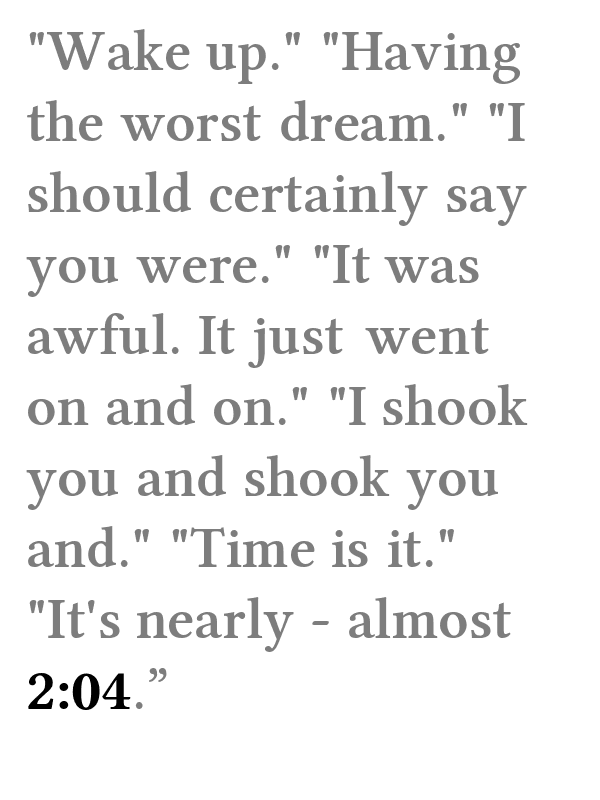 "Wake up." "Having
the worst dream." "I
should certainly say
you were." "It was
awful. It just went
on and on." "I shook
you and shook you
and." "Time is it."
"It's nearly - almost
2:04.”